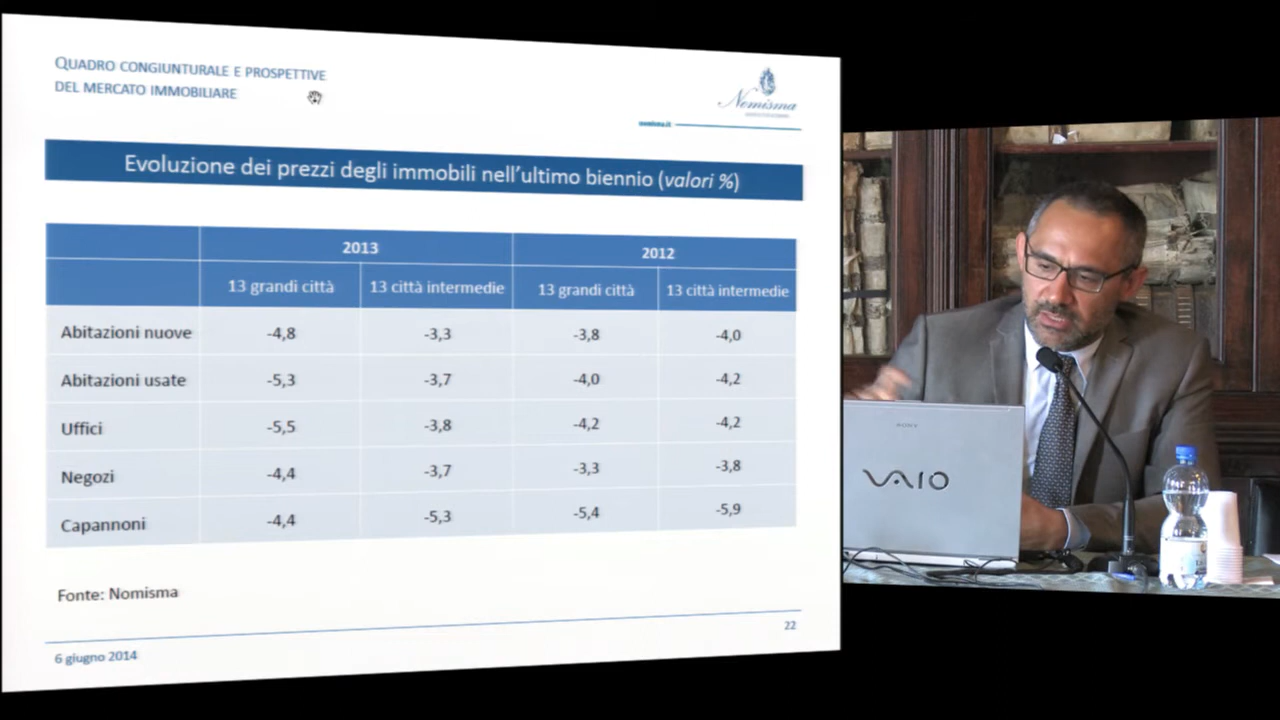 QUADRO CONGIUNTURALE E PROSPETTIVE
DEL MERCATO IMMOBILIARE
Nomisma
nomisma.it
Evoluzione dei prezzi degli immobili nell'ultimo biennio (valori %)
2013 2012
13 grandi città 13 città intermedie 13 grandi città 13 città intermedie
Abitazioni nuove -4,8 -3,3 -3,8 -4,0
Abitazioni usate -5,3 -3,7 -4,0 -4,2
Uffici -5,5 -3,8 -4,2 -4,2
Negozi -4,4 -3,7 -3,3 -3,8
Capannoni -4,4 -5,3 -5,4 -5,9
Fonte: Nomisma
22
6 giugno 2014
SONY
VAIO